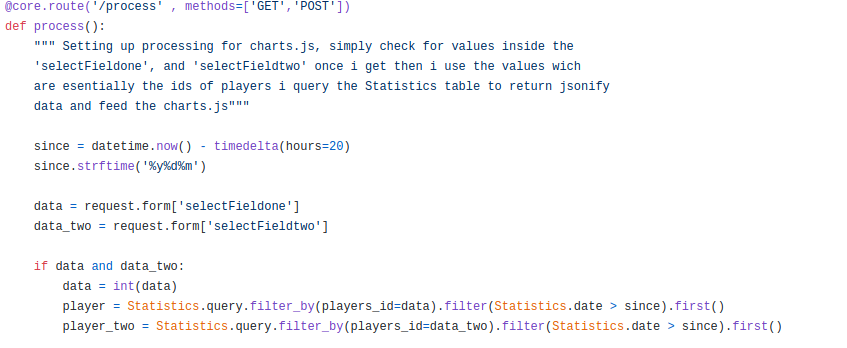 @core.route('/process' , methods=['GET','POST'])
def process():
    """ Setting up processing for charts.js, simply check for values inside the
    'selectFieldone', and 'selectFieldtwo' once i get then i use the values wich
    are esentially the ids of players i query the Statistics table to return jsonify
    data and feed the charts.js"""

    since = datetime.now() - timedelta(hours=20)
    since.strftime('%y%d%m')

    data = request.form['selectFieldone']
    data_two = request.form['selectFieldtwo']

    if data and data_two:
        data = int(data)
        player = Statistics.query.filter_by(players_id=data).filter(Statistics.date > since).first()
        player_two = Statistics.query.filter_by(players_id=data_two).filter(Statistics.date > since).first()